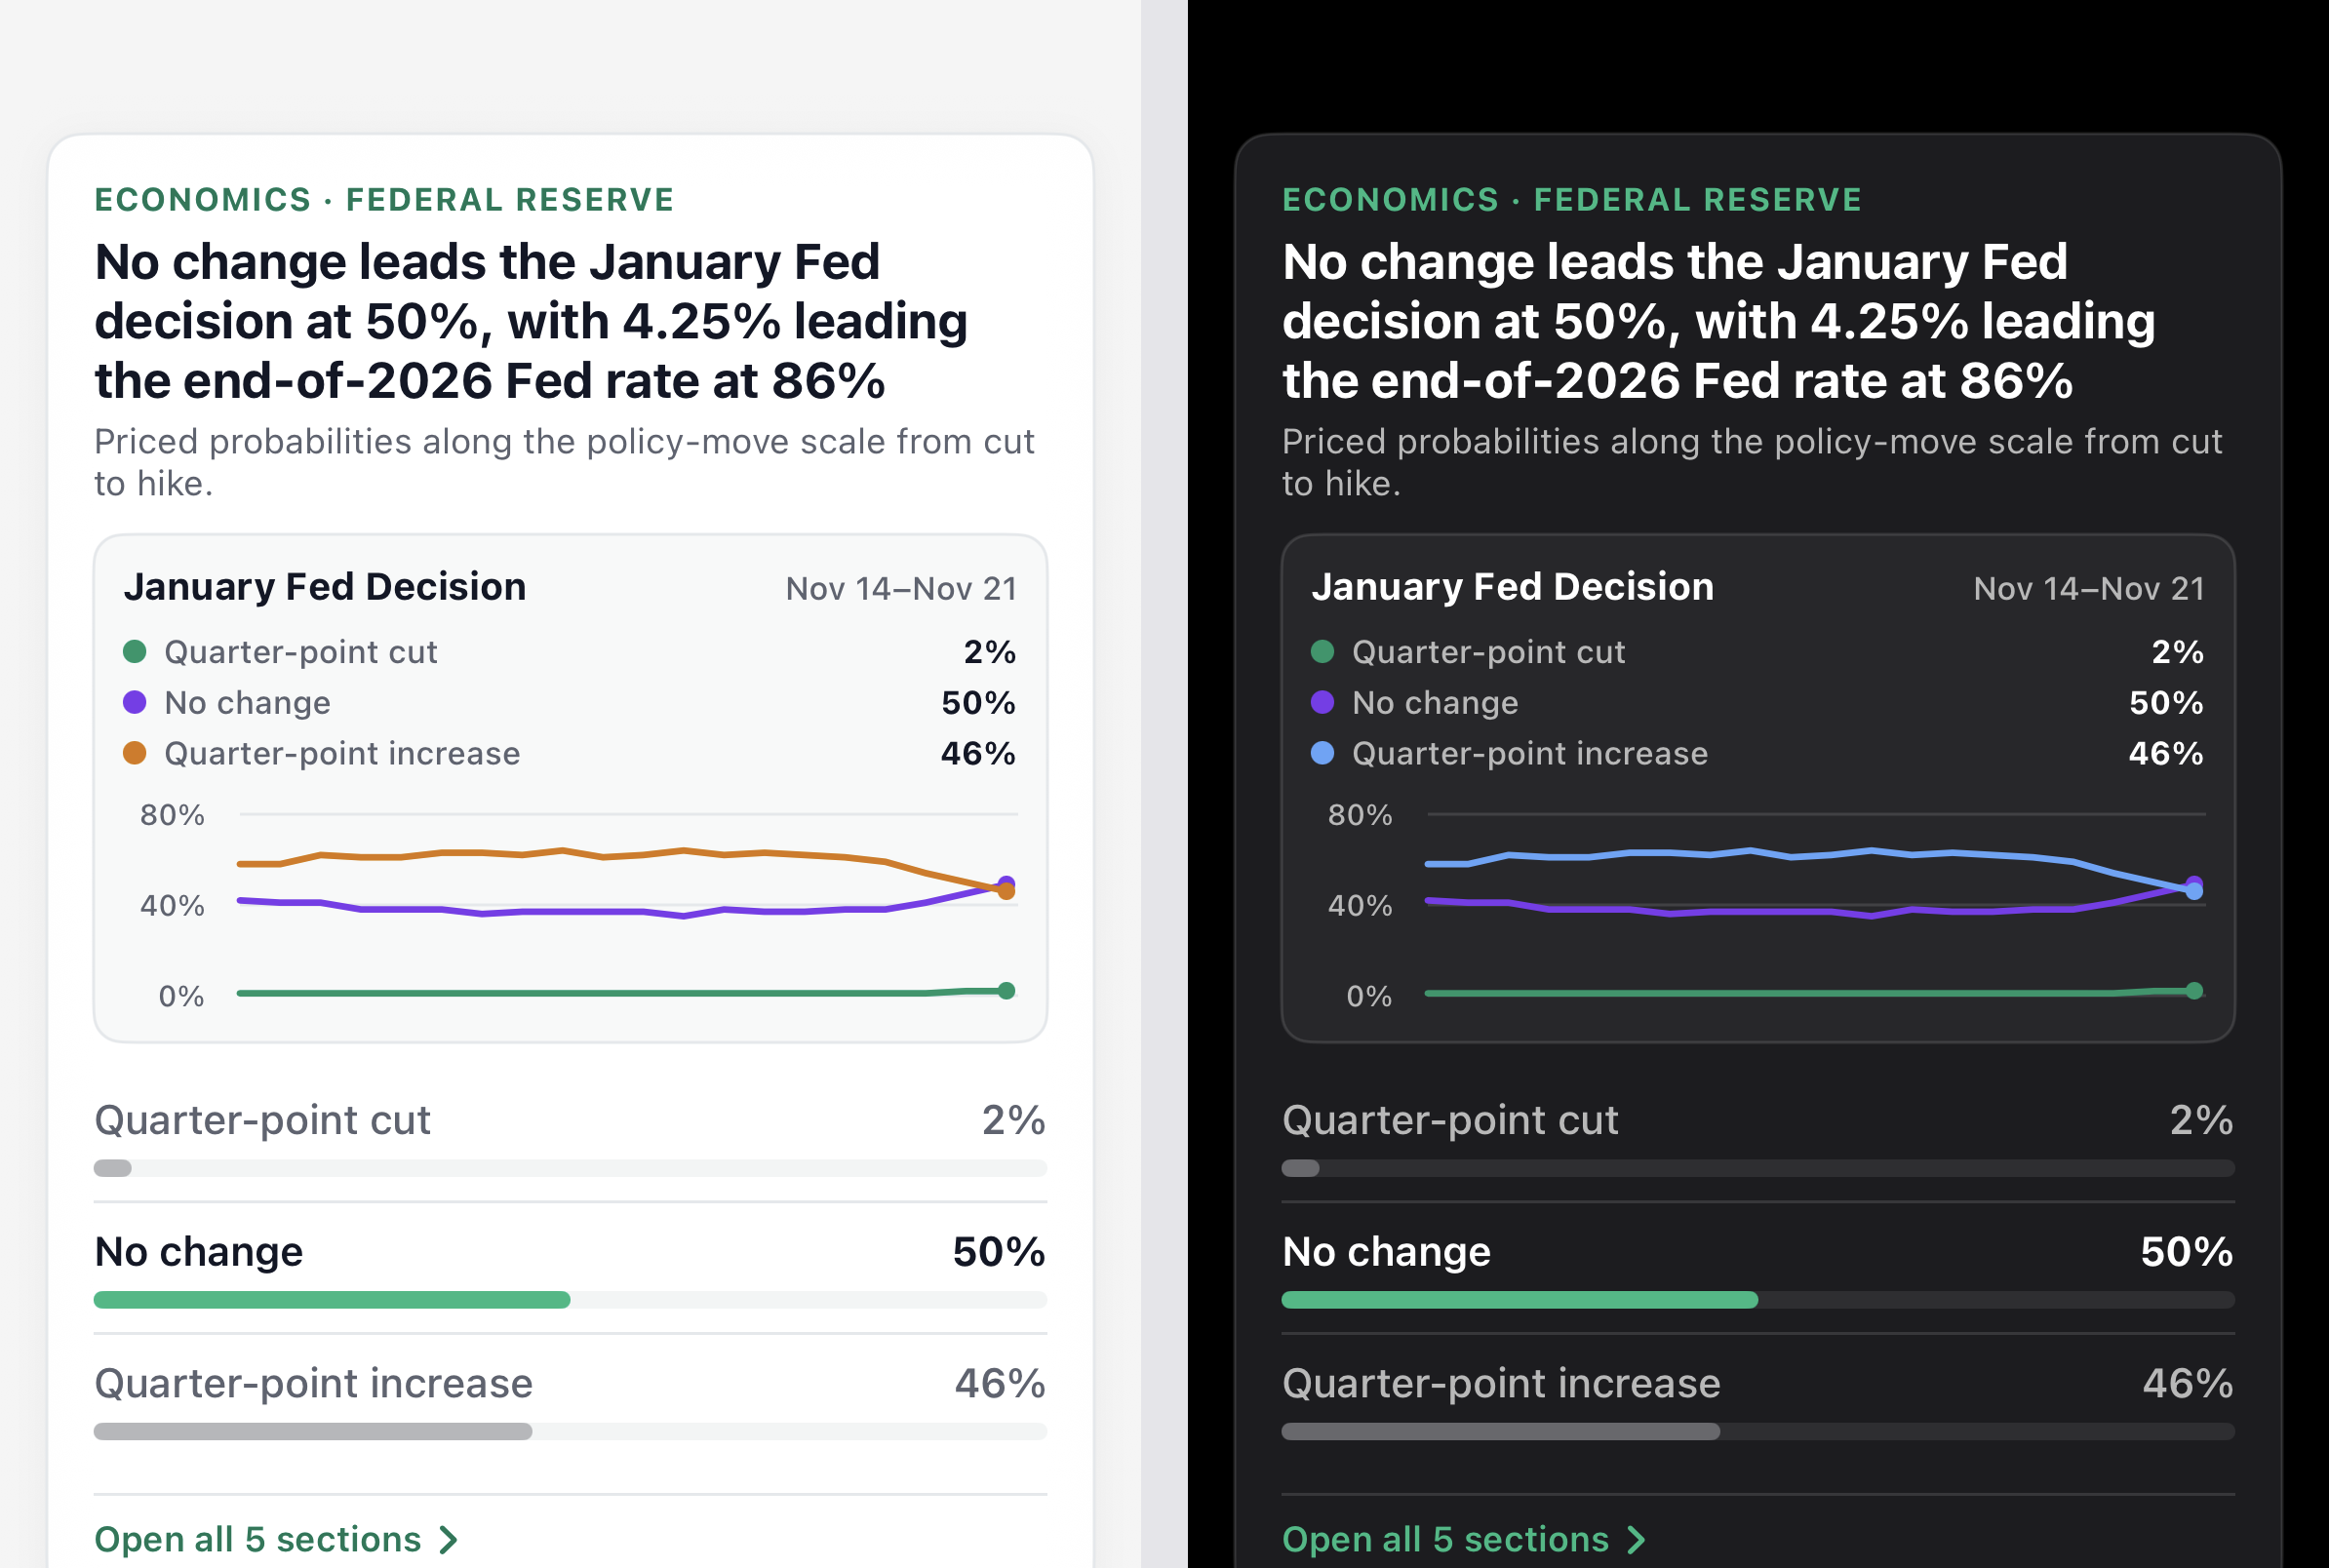 ECONOMICS · FEDERAL RESERVE
No change leads the January Fed
decision at 50%, with 4.25% leading
the end-of-2026 Fed rate at 86%
Priced probabilities along the policy-move scale from cut
to hike.
January Fed Decision Nov 14–Nov 21
Quarter-point cut 2%
No change 50%
Quarter-point increase 46%
80%
40%
0%
Quarter-point cut 2%
No change 50%
Quarter-point increase 46%
Open all 5 sections
ECONOMICS · FEDERAL RESERVE
No change leads the January Fed
decision at 50%, with 4.25% leading
the end-of-2026 Fed rate at 86%
Priced probabilities along the policy-move scale from cut
to hike.
January Fed Decision Nov 14–Nov 21
Quarter-point cut 2%
No change 50%
Quarter-point increase 46%
80%
40%
0%
Quarter-point cut 2%
No change 50%
Quarter-point increase 46%
Open all 5 sections